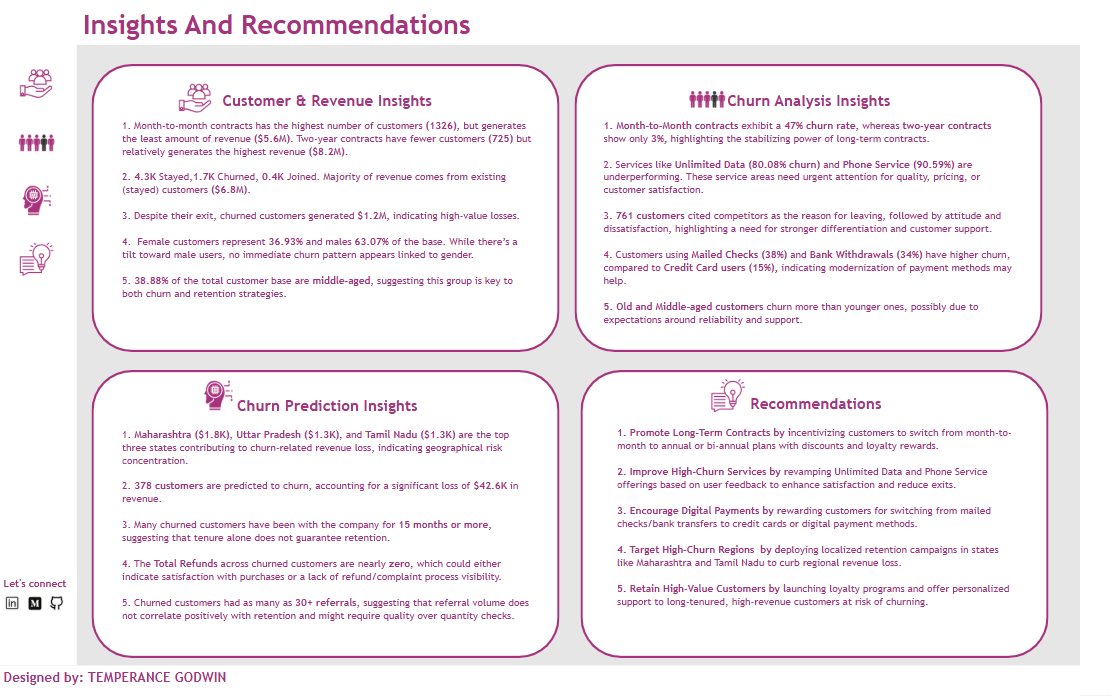 Insights And Recommendations
Customer & Revenue Insights
1. Month-to-month contracts has the highest number of customers (1326), but generates
the least amount of revenue ($5.6M). Two-year contracts have fewer customers (725) but
relatively generates the highest revenue ($8.2M).
2. 4.3K Stayed,1.7K Churned, 0.4K Joined. Majority of revenue comes from existing
(stayed) customers ($6.8M).
3. Despite their exit, churned customers generated $1.2M, indicating high-value losses.
4.  Female customers represent 36.93% and males 63.07% of the base. While there's a
tilt toward male users, no immediate churn pattern appears linked to gender.
5. 38.88% of the total customer base are middle-aged, suggesting this group is key to
both churn and retention strategies.
Churn Analysis Insights
1. Month-to-Month contracts exhibit a 47% churn rate, whereas two-year contracts
show only 3%, highlighting the stabilizing power of long-term contracts.
2. Services like Unlimited Data (80.08% churn) and Phone Service (90.59%) are
underperforming. These service areas need urgent attention for quality, pricing, or
customer satisfaction.
3. 761 customers cited competitors as the reason for leaving, followed by attitude and
dissatisfaction, highlighting a need for stronger differentiation and customer support.
4. Customers using Mailed Checks (38%) and Bank Withdrawals (34%) have higher churn,
compared to Credit Card users (15%), indicating modernization of payment methods may
help.
5. Old and Middle-aged customers churn more than younger ones, possibly due to
expectations around reliability and support.
Churn Prediction Insights
1. Maharashtra ($1.8K), Uttar Pradesh ($1.3K), and Tamil Nadu ($1.3K) are the top
three states contributing to churn-related revenue loss, indicating geographical risk
concentration.
2. 378 customers are predicted to churn, accounting for a significant loss of $42.6K in
revenue.
3. Many churned customers have been with the company for 15 months or more,
suggesting that tenure alone does not guarantee retention.
4. The Total Refunds across churned customers are nearly zero, which could either
indicate satisfaction with purchases or a lack of refund/complaint process visibility.
5. Churned customers had as many as 30+ referrals, suggesting that referral volume does
not correlate positively with retention and might require quality over quantity checks.
Recommendations
1. Promote Long-Term Contracts by incentivizing customers to switch from month-to-
month to annual or bi-annual plans with discounts and loyalty rewards.
2. Improve High-Churn Services by revamping Unlimited Data and Phone Service
offerings based on user feedback to enhance satisfaction and reduce exits.
3. Encourage Digital Payments by rewarding customers for switching from mailed
checks/bank transfers to credit cards or digital payment methods.
4. Target High-Churn Regions  by deploying localized retention campaigns in states
like Maharashtra and Tamil Nadu to curb regional revenue loss.
5. Retain High-Value Customers by launching loyalty programs and offer personalized
support to long-tenured, high-revenue customers at risk of churning.
Let's connect
in M
Designed by: TEMPERANCE GODWIN